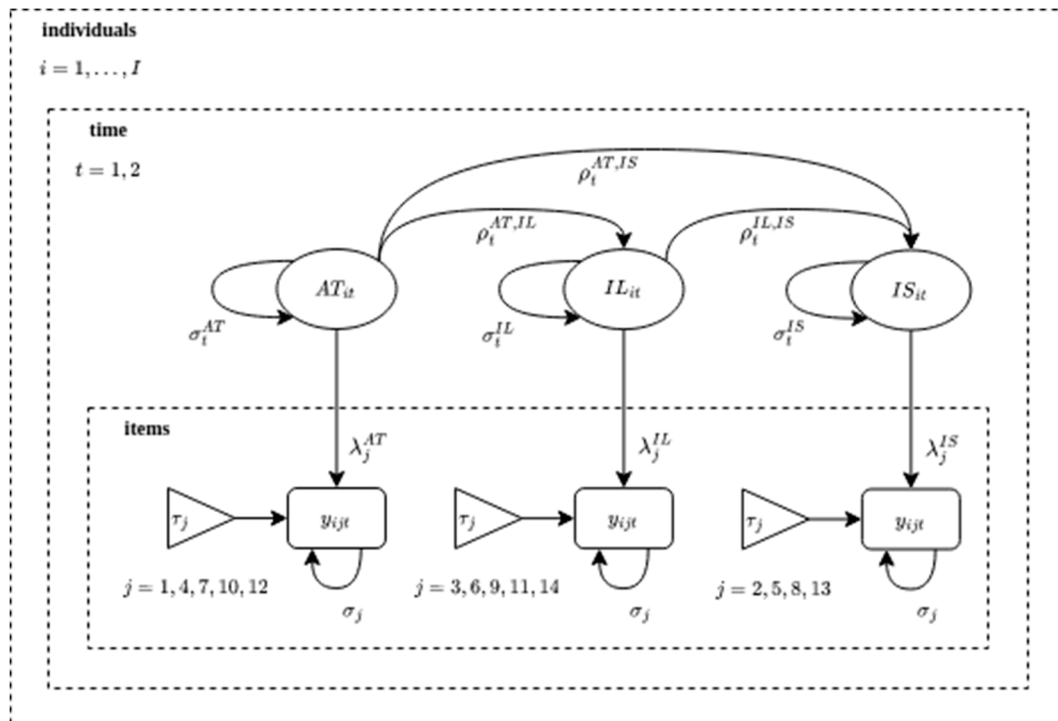 individuals
i = 1, . . . , I
time
t = 1, 2
ρ_t^{AT,IS}
ρ_t^{AT,IL}
ρ_t^{IL,IS}
AT_{it}
IL_{it}
IS_{it}
σ_t^{AT}
σ_t^{IL}
σ_t^{IS}
items
λ_j^{AT}
λ_j^{IL}
λ_j^{IS}
τ_j
y_{ijt}
τ_j
y_{ijt}
τ_j
y_{ijt}
j = 1, 4, 7, 10, 12
j = 3, 6, 9, 11, 14
j = 2, 5, 8, 13
σ_j
σ_j
σ_j